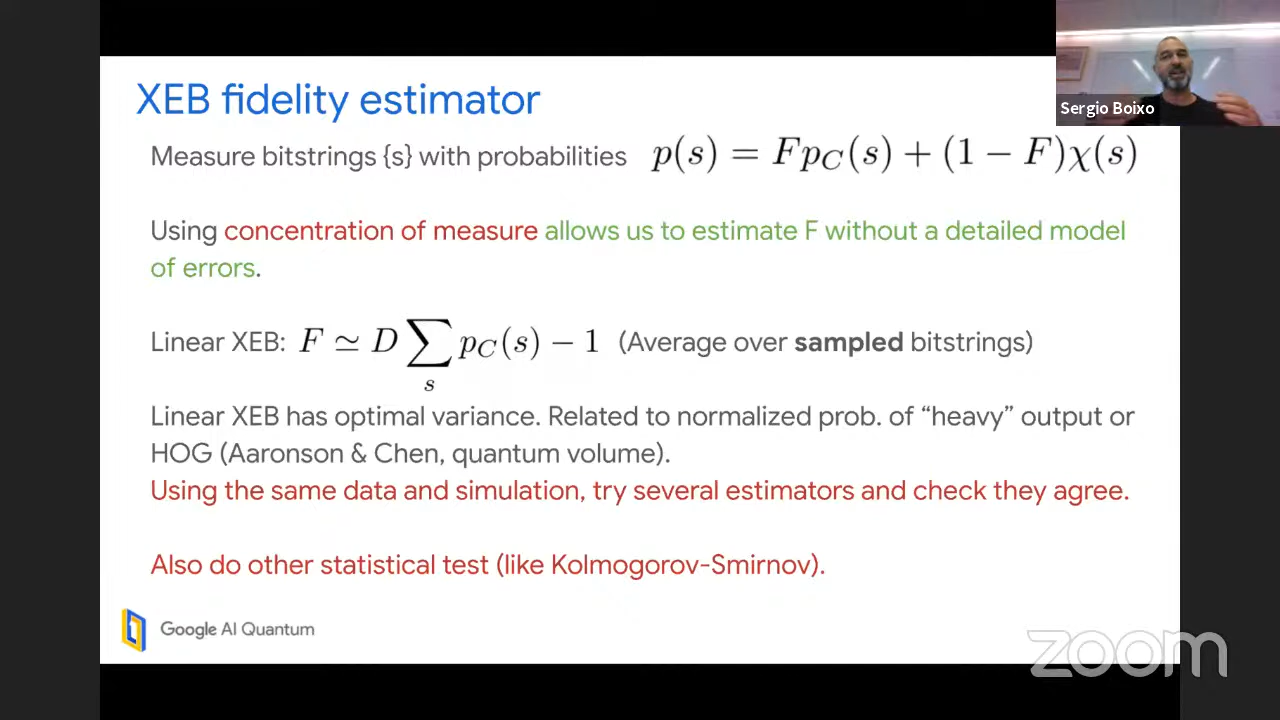 XEB fidelity estimator
Sergio Boixo
Measure bitstrings {s} with probabilities p(s) = Fp_C(s) + (1 − F)χ(s)
Using concentration of measure allows us to estimate F without a detailed model
of errors.
Linear XEB: F ≃ D ∑_s p_C(s) − 1 (Average over sampled bitstrings)
Linear XEB has optimal variance. Related to normalized prob. of “heavy” output or
HOG (Aaronson & Chen, quantum volume).
Using the same data and simulation, try several estimators and check they agree.
Also do other statistical test (like Kolmogorov-Smirnov).
Google AI Quantum
zoom